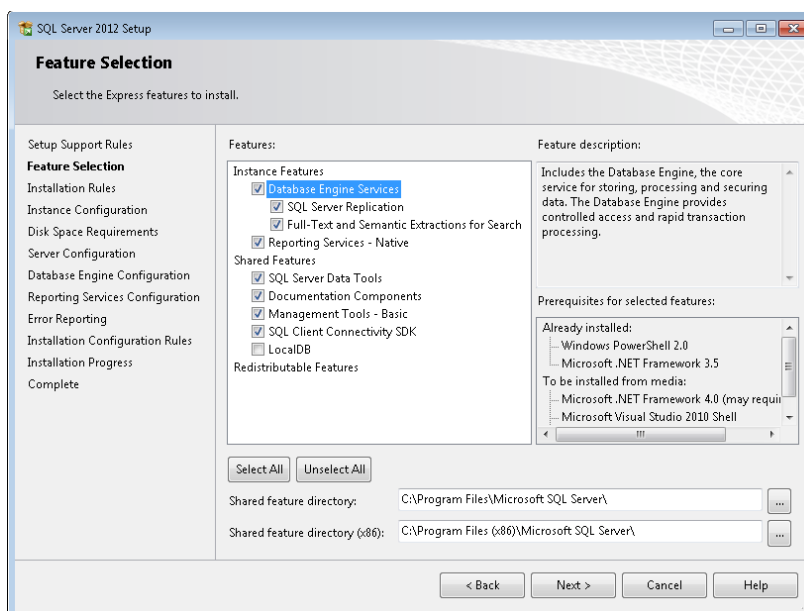 SQL Server 2012 Setup
Feature Selection
Select the Express features to install.
Setup Support Rules
Feature Selection
Installation Rules
Instance Configuration
Disk Space Requirements
Server Configuration
Database Engine Configuration
Reporting Services Configuration
Error Reporting
Installation Configuration Rules
Installation Progress
Complete
Features:
Instance Features
Database Engine Services
SQL Server Replication
Full-Text and Semantic Extractions for Search
Reporting Services - Native
Shared Features
SQL Server Data Tools
Documentation Components
Management Tools - Basic
SQL Client Connectivity SDK
LocalDB
Redistributable Features
Feature description:
Includes the Database Engine, the core
service for storing, processing and securing
data. The Database Engine provides
controlled access and rapid transaction
processing.
Prerequisites for selected features:
Already installed:
Windows PowerShell 2.0
Microsoft .NET Framework 3.5
To be installed from media:
Microsoft .NET Framework 4.0 (may requir
Microsoft Visual Studio 2010 Shell
Select All
Unselect All
Shared feature directory:
C:\Program Files\Microsoft SQL Server\
...
Shared feature directory (x86):
C:\Program Files (x86)\Microsoft SQL Server\
...
< Back
Next >
Cancel
Help